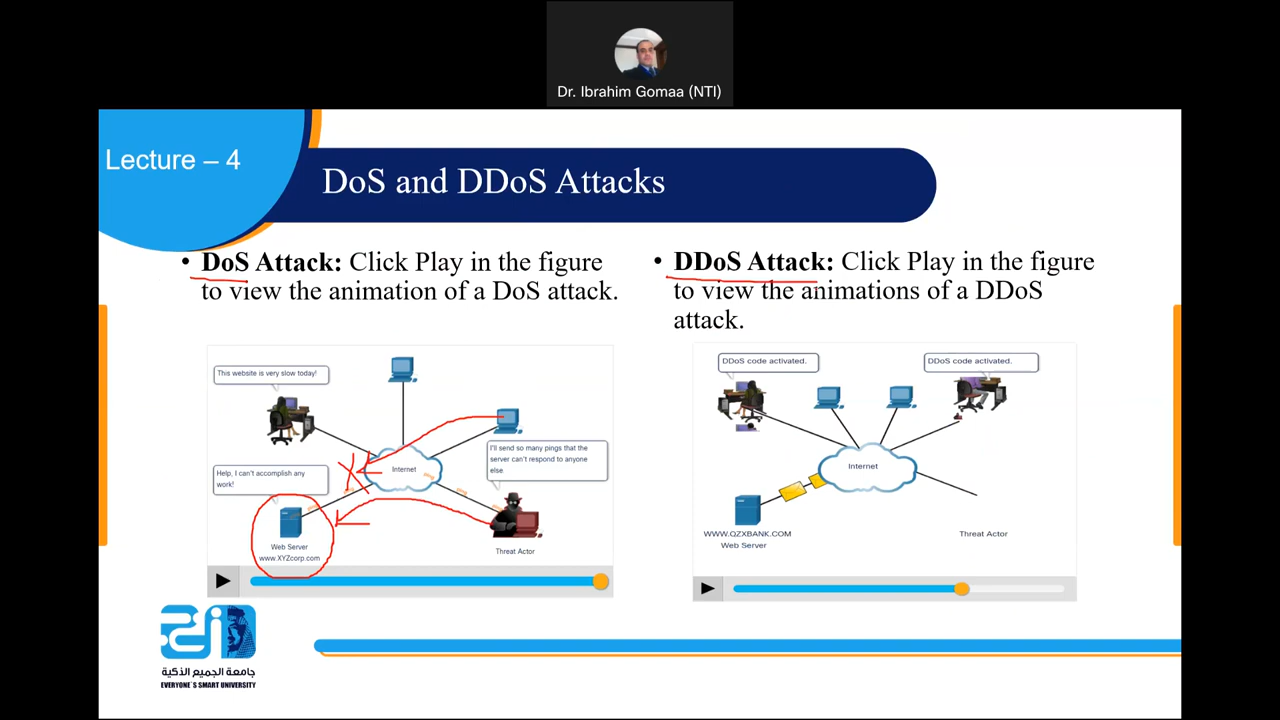 Dr. Ibrahim Gomaa (NTI)
Lecture – 4
DoS and DDoS Attacks
• DoS Attack: Click Play in the figure
to view the animation of a DoS attack.
This website is very slow today!
Help, I can't accomplish any
work!
Internet
I'll send so many pings that the
server can't respond to anyone
else.
Web Server
www.XYZcorp.com
Threat Actor
• DDoS Attack: Click Play in the figure
to view the animations of a DDoS
attack.
DDoS code activated.
DDoS code activated.
Internet
WWW.QZXBANK.COM
Web Server
Threat Actor
جامعة الجميع الذكية
EVERYONE`S SMART UNIVERSITY